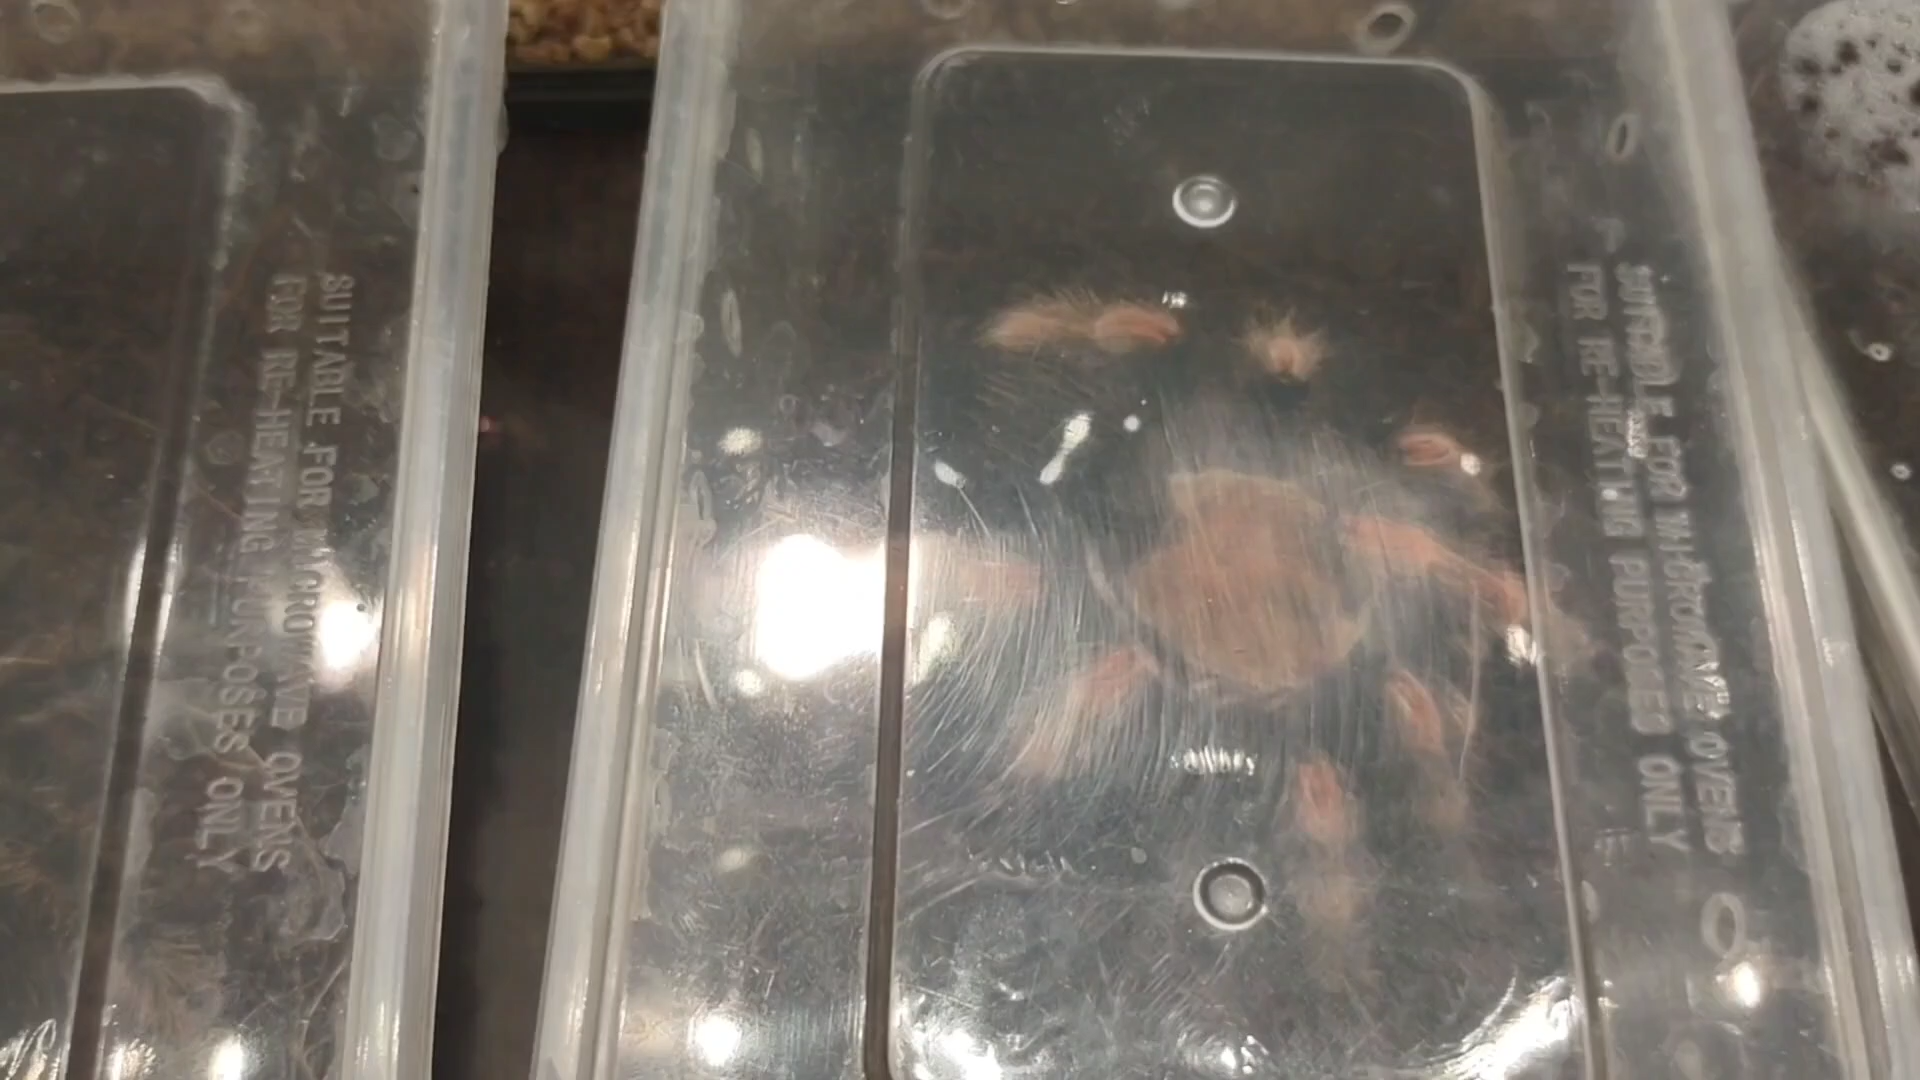 SUITABLE FOR MICROWAVE OVENS
FOR RE-HEATING PURPOSES ONLY
SUITABLE FOR MICROWAVE OVENS
FOR RE-HEATING PURPOSES ONLY